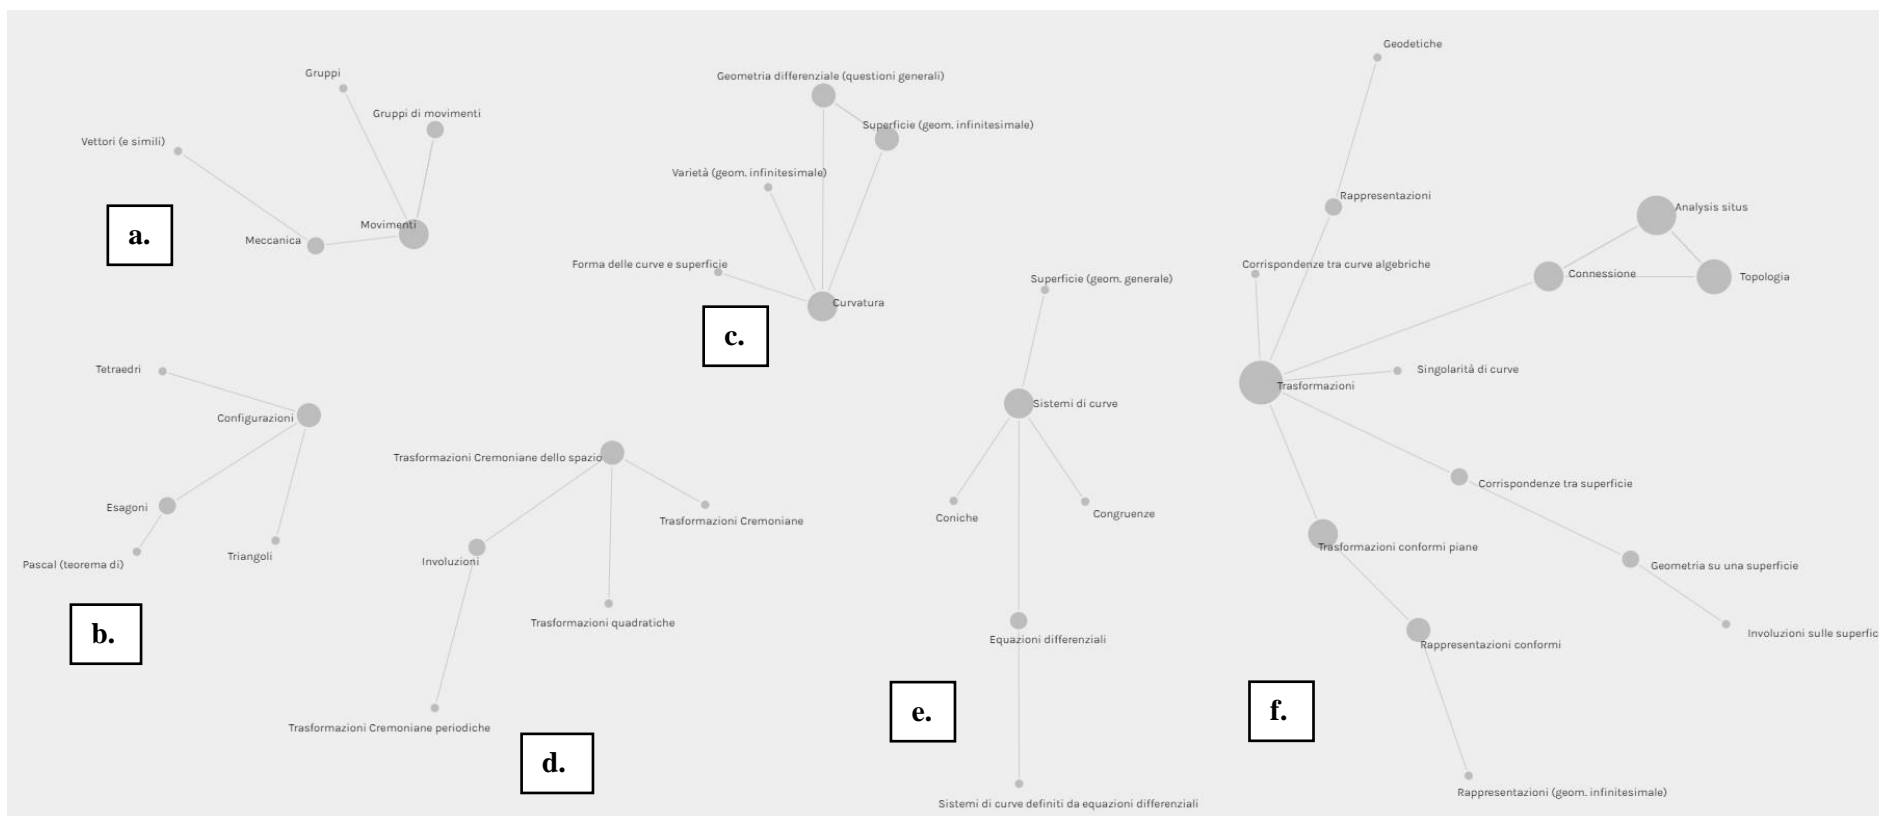 Gruppi
Gruppi di movimenti
Vettori (e simili)
a.
Movimenti
Meccanica
Geometria differenziale (questioni generali)
Superficie (geom. infinitesimale)
Varietà (geom. infinitesimale)
Forma delle curve e superficie
Curvatura
c.
Tetraedri
Configurazioni
Esagoni
Pascal (teorema di)
Triangoli
b.
Trasformazioni Cremoniane dello spazio
Trasformazioni Cremoniane
Involuzioni
Trasformazioni quadratiche
Trasformazioni Cremoniane periodiche
d.
Superficie (geom. generale)
Sistemi di curve
Coniche
Congruenze
Equazioni differenziali
e.
Sistemi di curve definiti da equazioni differenziali
Geodetiche
Rappresentazioni
Analysis situs
Corrispondenze tra curve algebriche
Connessione
Topologia
Singolarità di curve
Trasformazioni
Corrispondenze tra superficie
Trasformazioni conformi piane
Geometria su una superficie
Involuzioni sulle superfic
Rappresentazioni conformi
f.
Rappresentazioni (geom. infinitesimale)